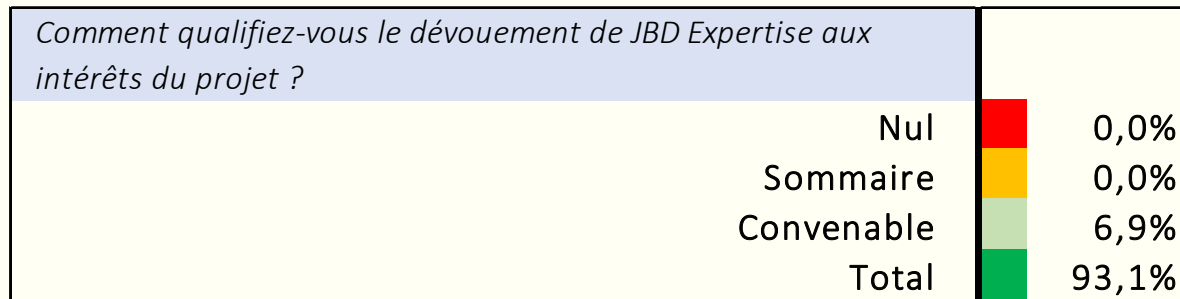 Comment qualifiez-vous le dévouement de JBD Expertise aux
intérêts du projet ?
Nul 0,0%
Sommaire 0,0%
Convenable 6,9%
Total 93,1%